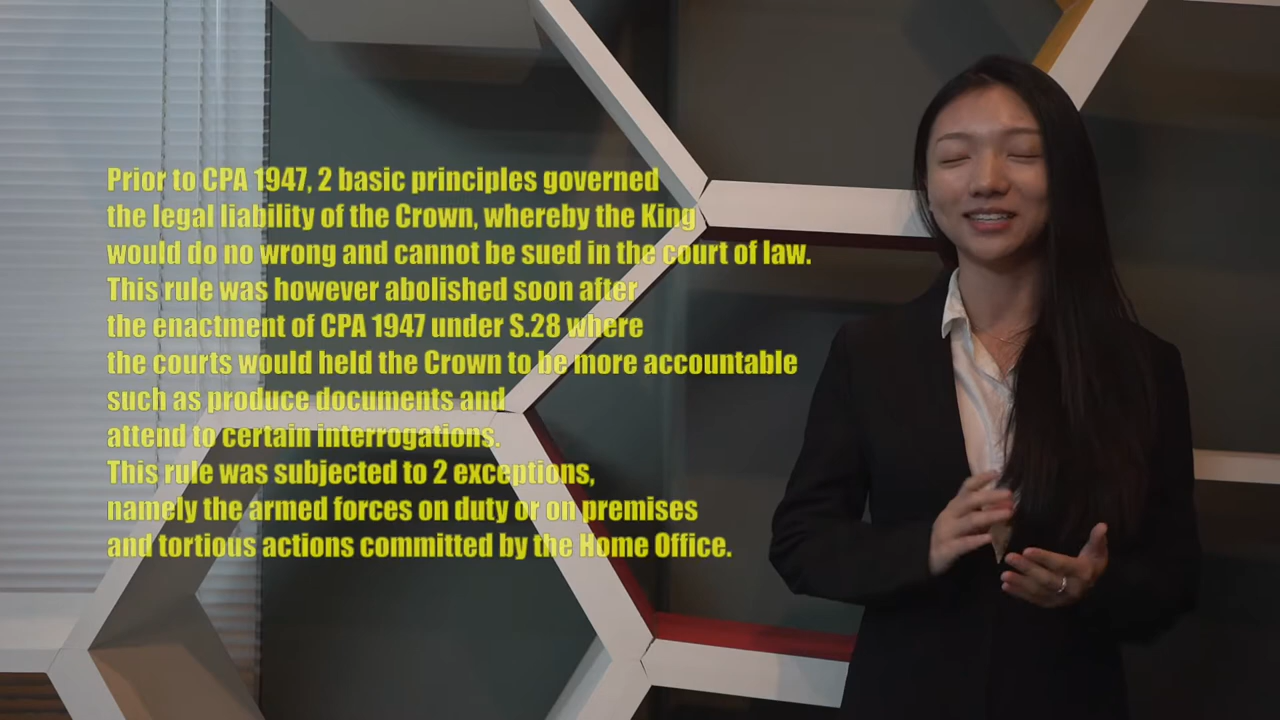 Prior to CPA 1947, 2 basic principles governed
the legal liability of the Crown, whereby the King
would do no wrong and cannot be sued in the court of law.
This rule was however abolished soon after
the enactment of CPA 1947 under S.28 where
the courts would held the Crown to be more accountable
such as produce documents and
attend to certain interrogations.
This rule was subjected to 2 exceptions,
namely the armed forces on duty or on premises
and tortious actions committed by the Home Office.